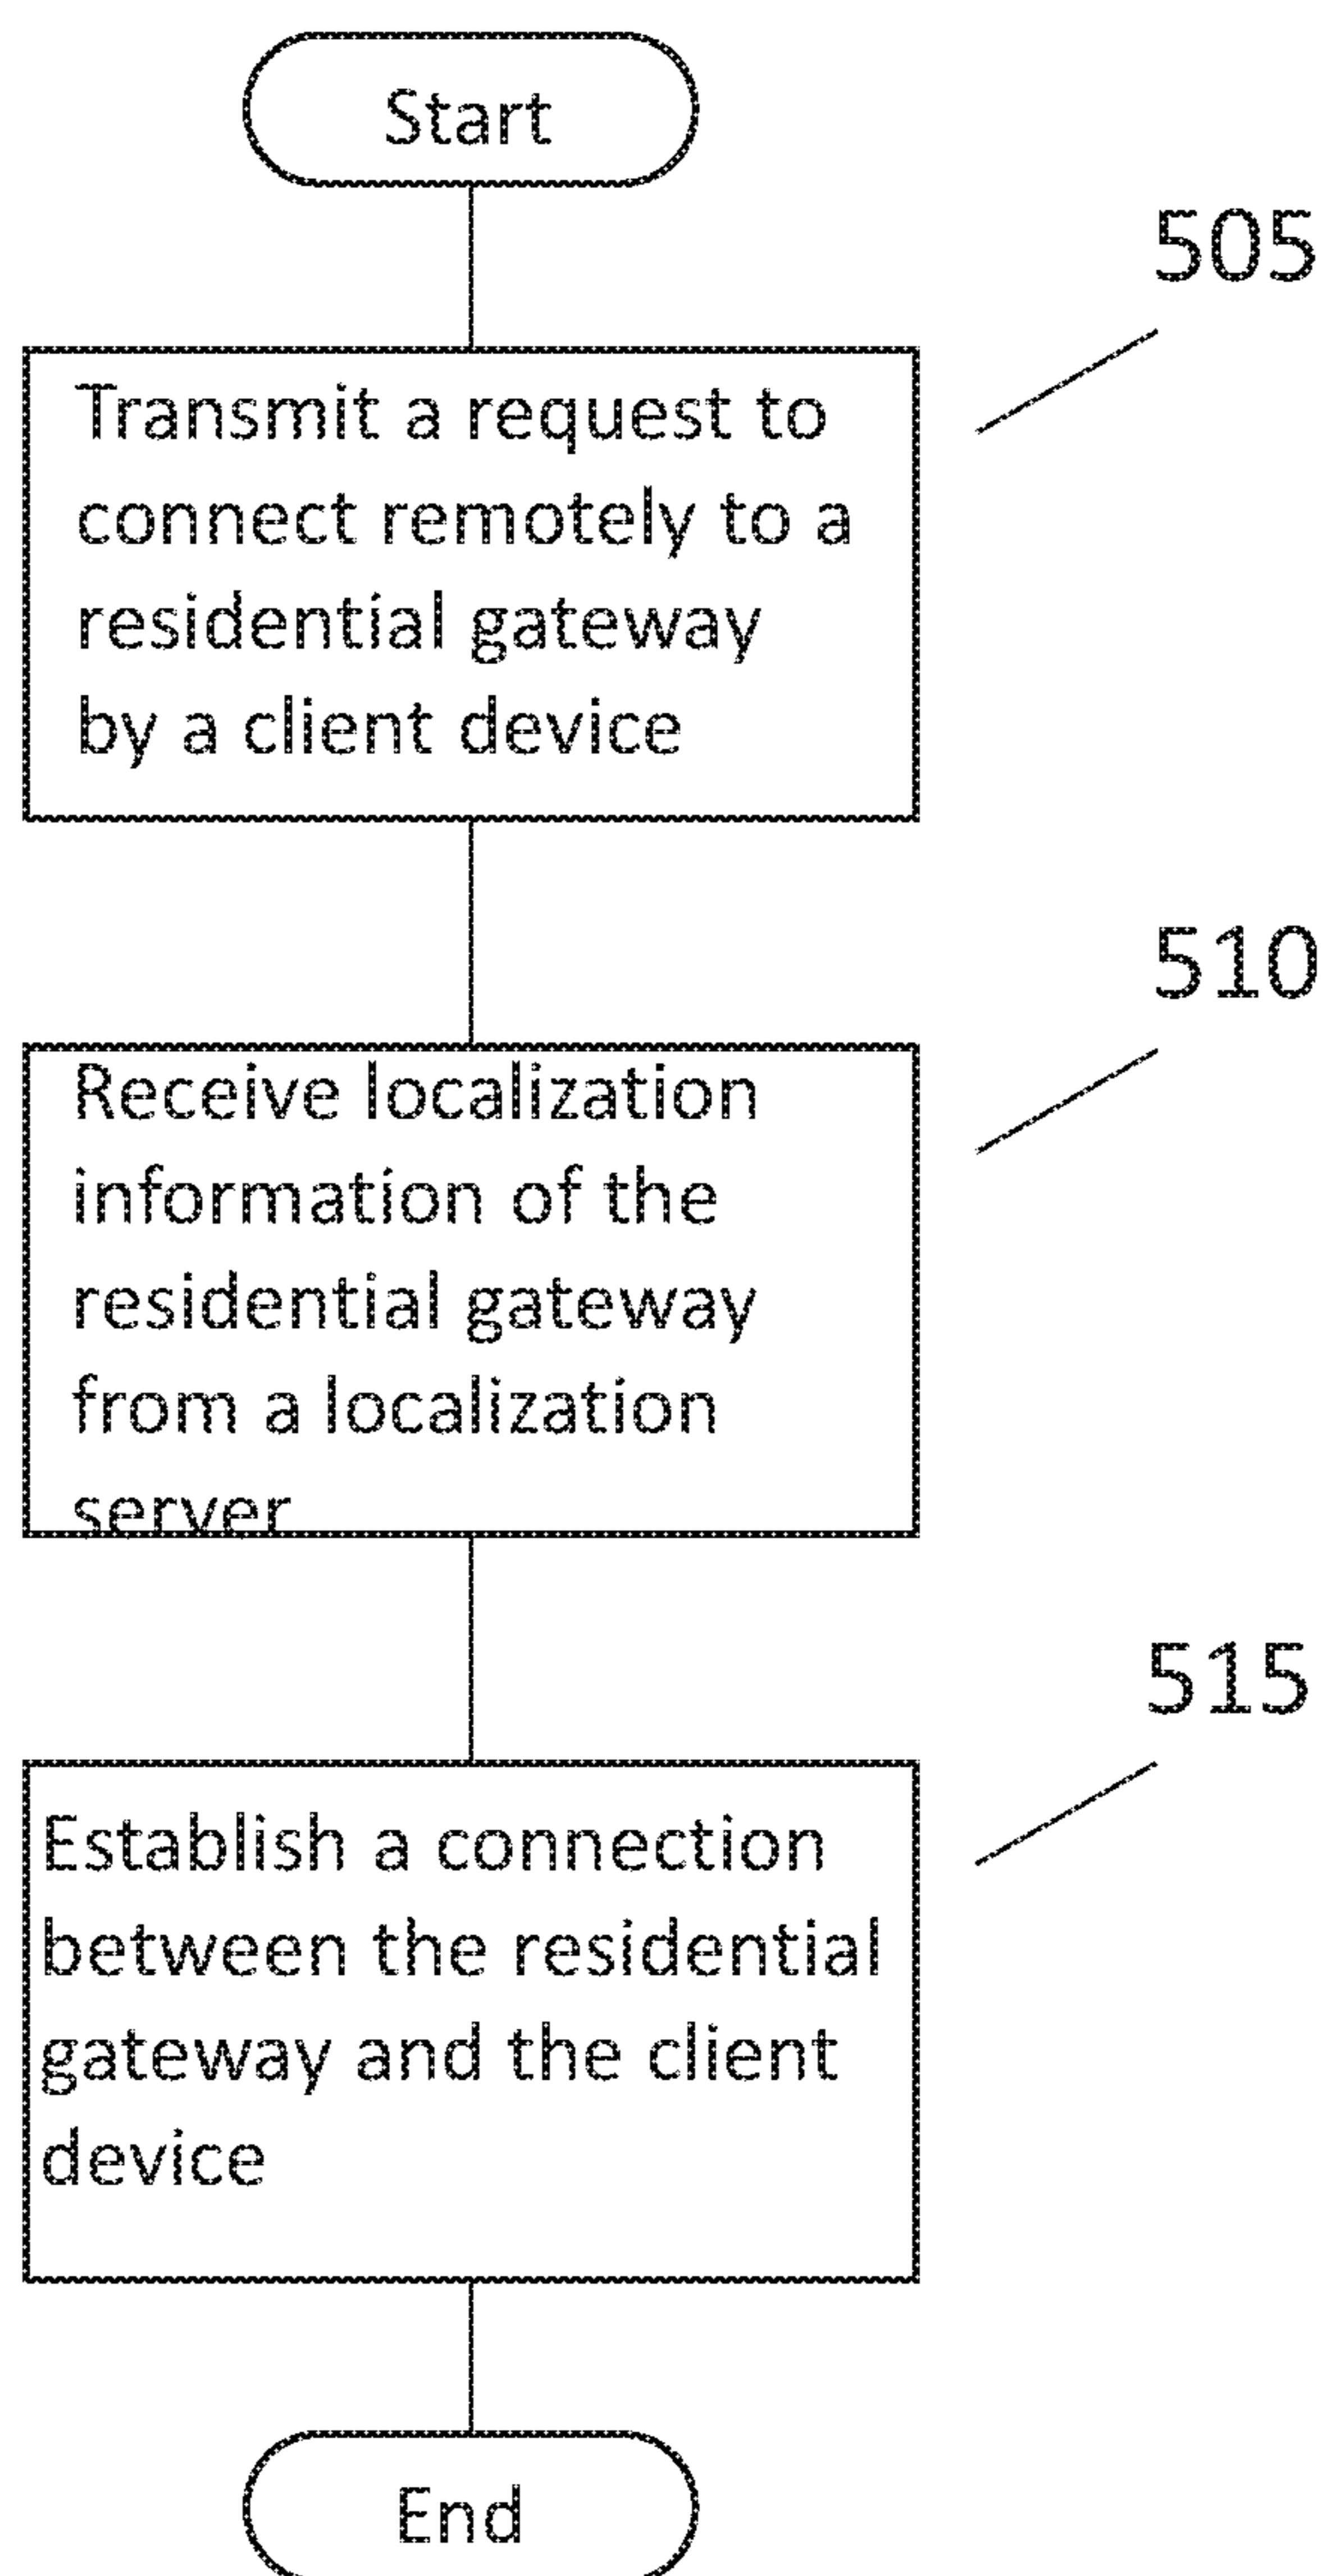 Start
505
Transmit a request to
connect remotely to a
residential gateway
by a client device
510
Receive localization
information of the
residential gateway
from a localization
server
515
Establish a connection
between the residential
gateway and the client
device
End